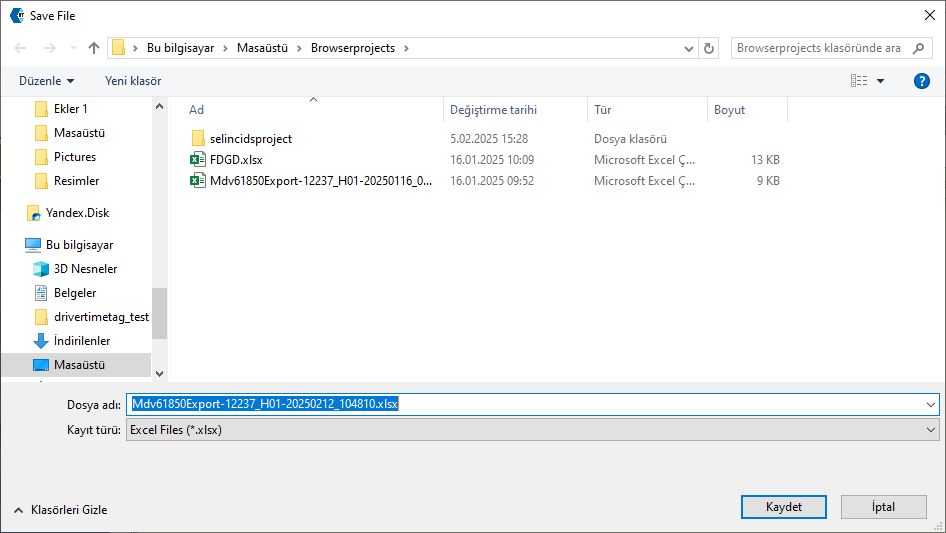 Save File
Bu bilgisayar > Masaüstü > Browserprojects >
Browserprojects klasöründe ara
Düzenle
Yeni klasör
Ekler 1
Masaüstü
Pictures
Resimler
Yandex.Disk
Bu bilgisayar
3D Nesneler
Belgeler
drivertimetag_test
İndirilenler
Masaüstü
Ad Değiştirme tarihi Tür Boyut
selincidsproject 5.02.2025 15:28 Dosya klasörü
FDGD.xlsx 16.01.2025 10:09 Microsoft Excel Ç... 13 KB
Mdv61850Export-12237_H01-20250116_0... 16.01.2025 09:52 Microsoft Excel Ç... 9 KB
Dosya adı: Mdv61850Export-12237_H01-20250212_104810.xlsx
Kayıt türü: Excel Files (*.xlsx)
Klasörleri Gizle
Kaydet
İptal